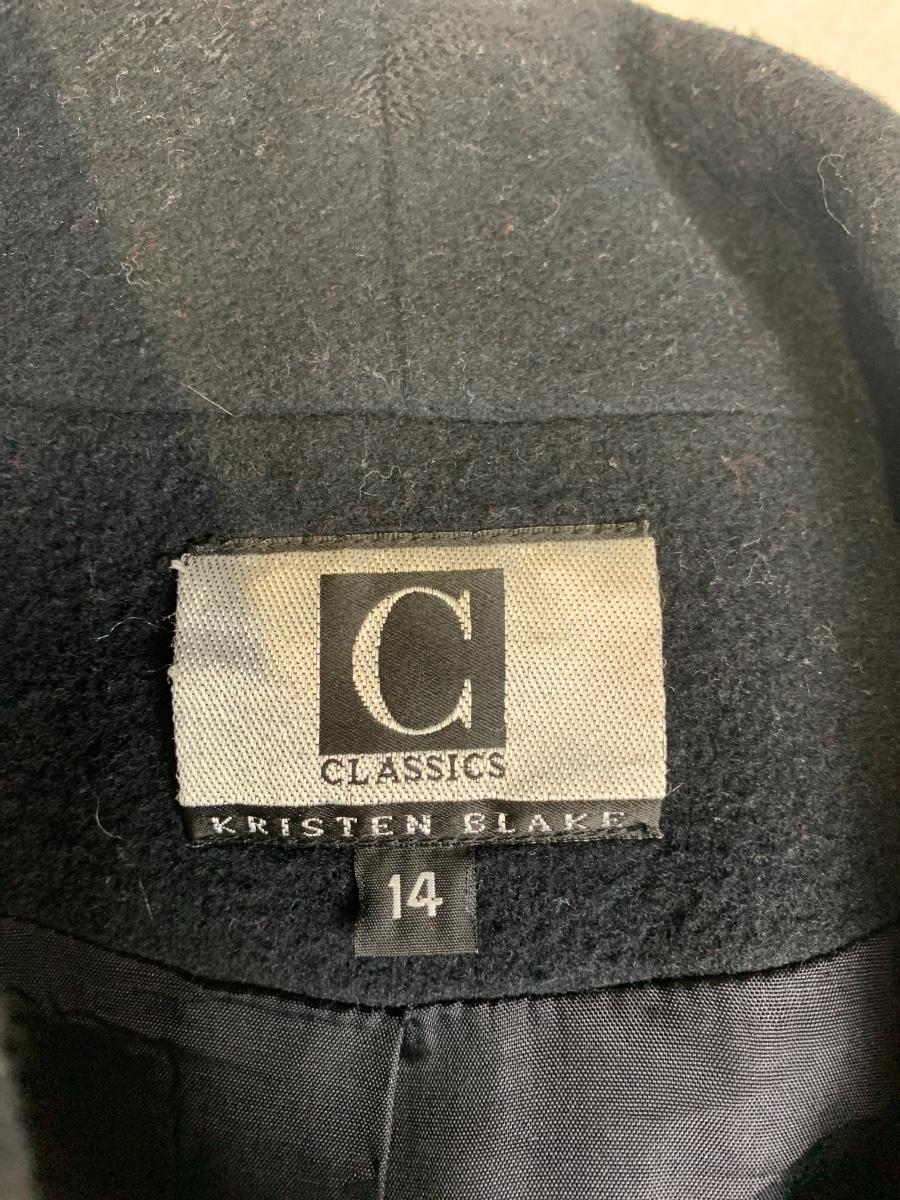 C
CLASSICS
KRISTEN BLAKE
14